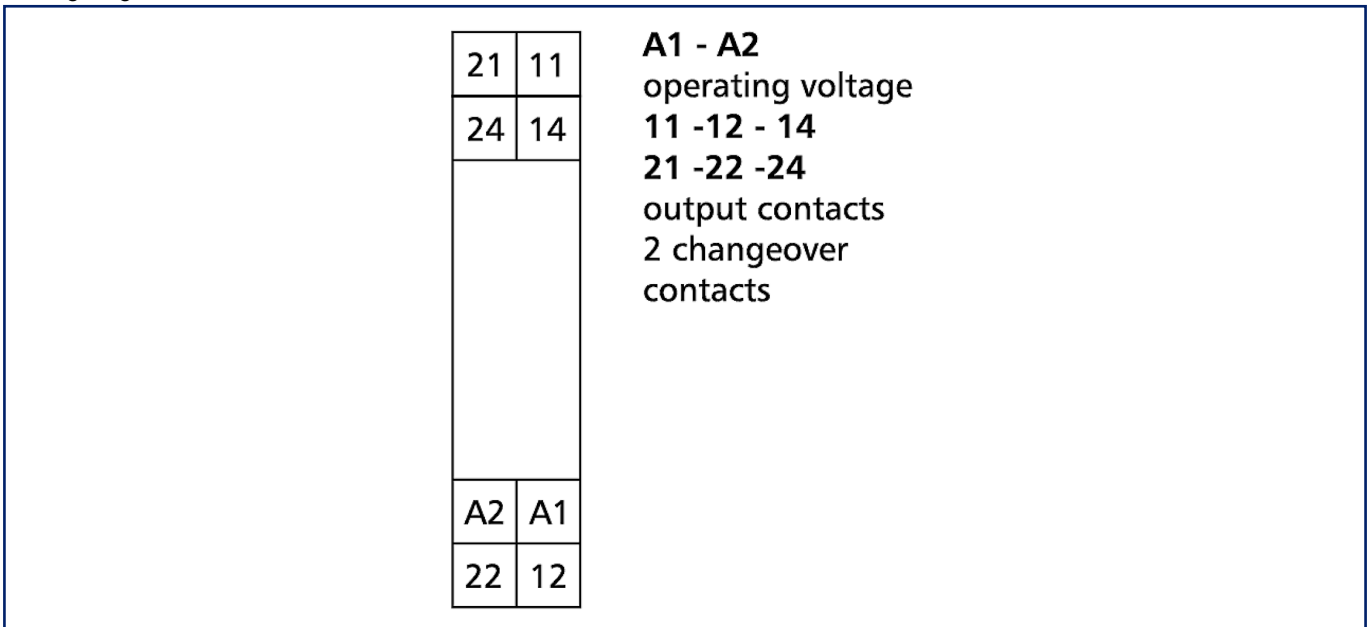 21 11
24 14
A2 A1
22 12
A1 - A2
operating voltage
11 -12 - 14
21 -22 -24
output contacts
2 changeover
contacts